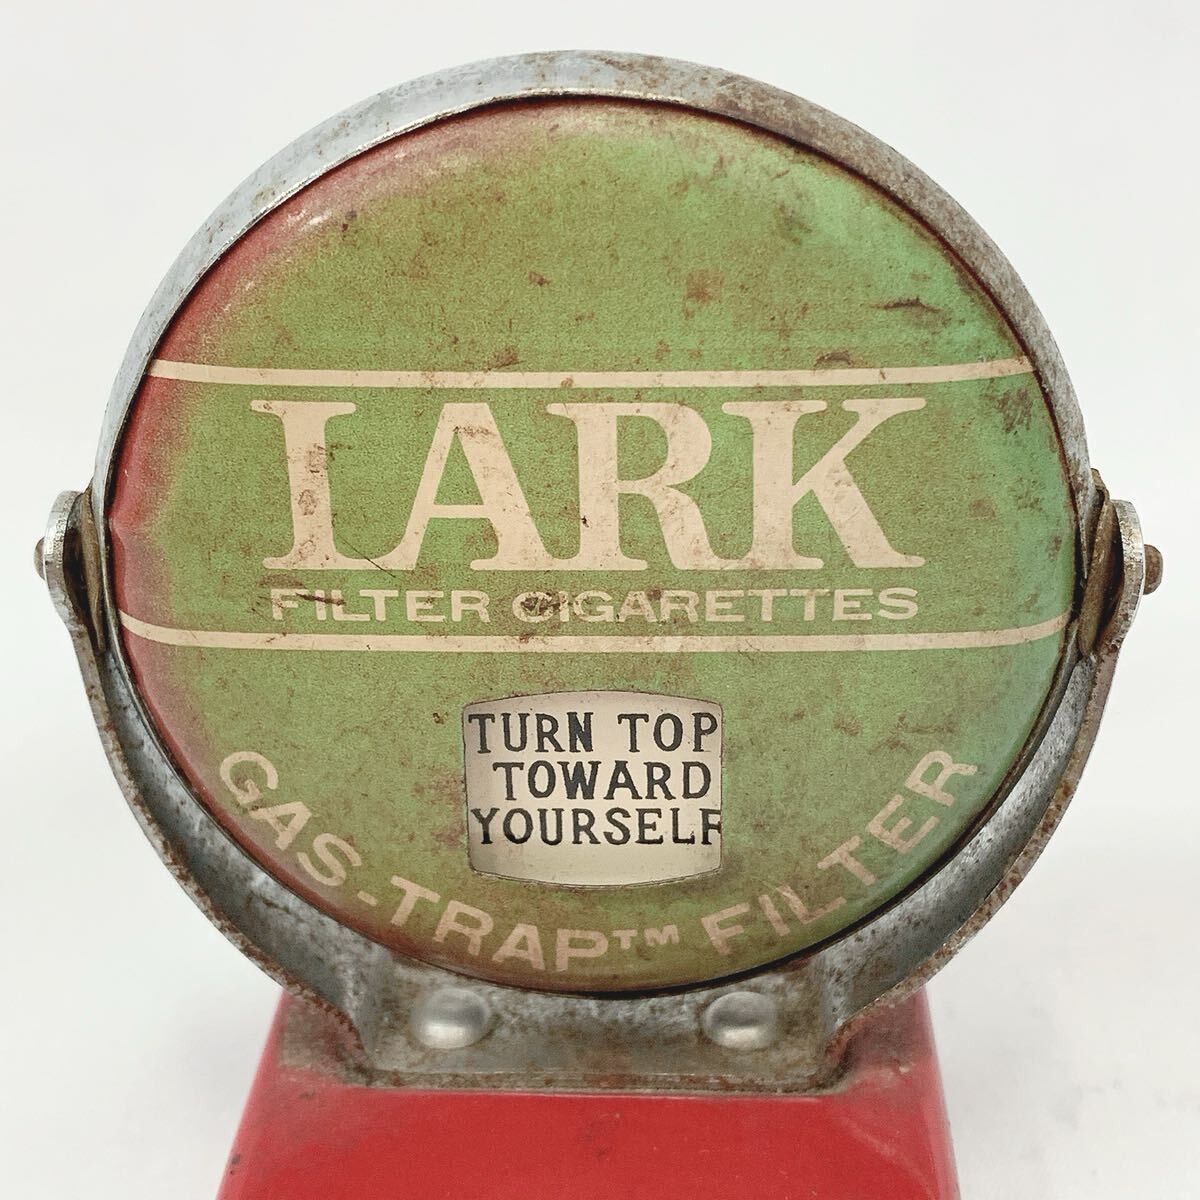 LARK
FILTER CIGARETTES
TURN TOP
TOWARD
YOURSELF
GAS-TRAP™ FILTER